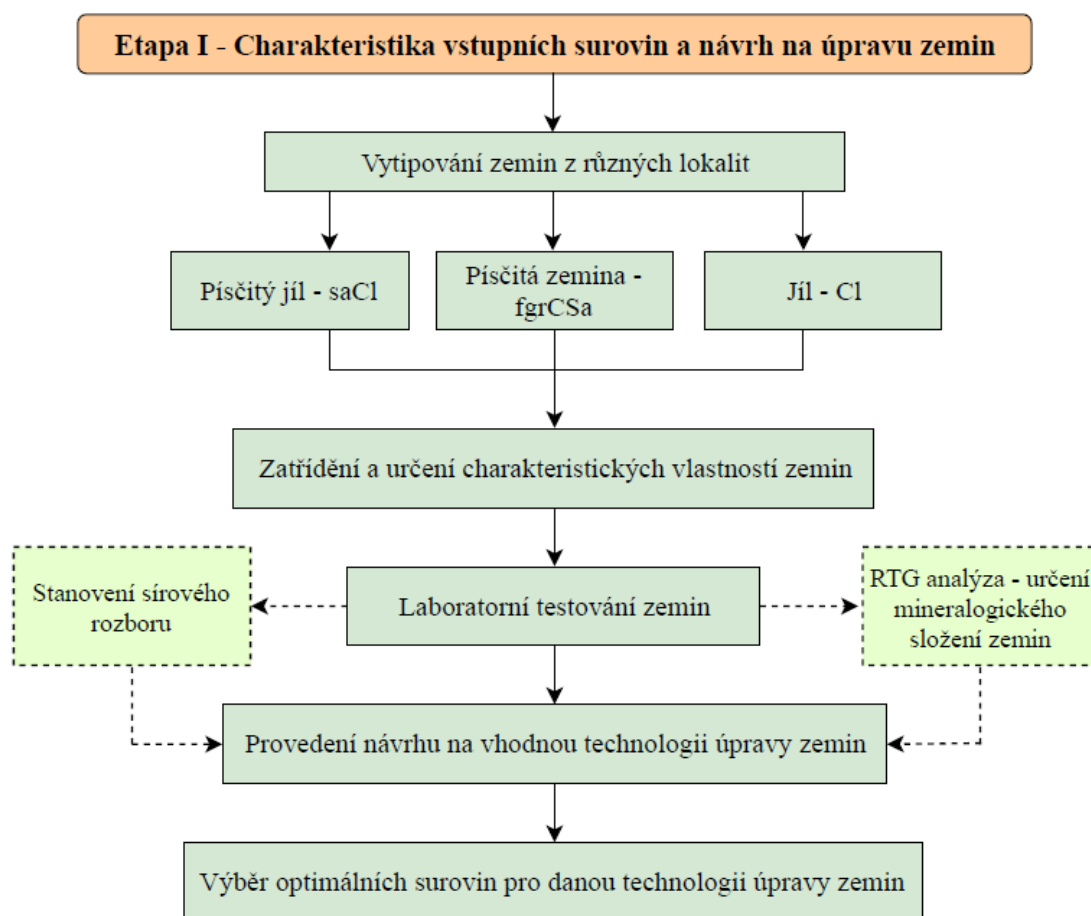 Etapa I - Charakteristika vstupních surovin a návrh na úpravu zemin
Vytipování zemin z různých lokalit
Písčitý jíl - saCl
Písčitá zemina -
fgrCSa
Jíl - Cl
Zatřídění a určení charakteristických vlastností zemin
Stanovení sírového
rozboru
Laboratorní testování zemin
RTG analýza - určení
mineralogického
složení zemin
Provedení návrhu na vhodnou technologii úpravy zemin
Výběr optimálních surovin pro danou technologii úpravy zemin